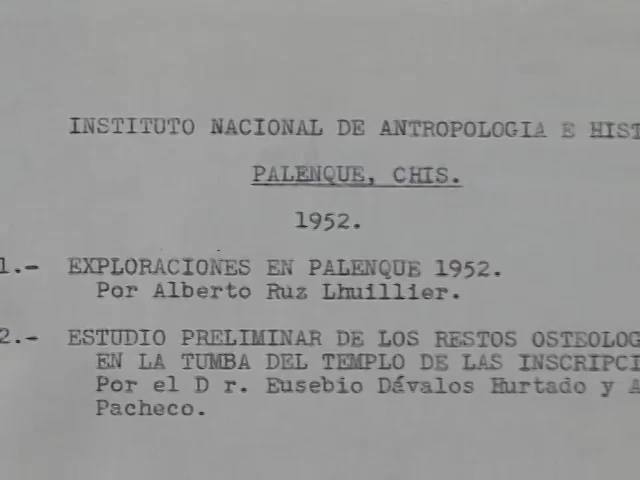 INSTITUTO NACIONAL DE ANTROPOLOGIA E HIST
PALENQUE, CHIS.
1952.
1.- EXPLORACIONES EN PALENQUE 1952.
Por Alberto Ruz Lhuillier.
2.- ESTUDIO PRELIMINAR DE LOS RESTOS OSTEOLOG
EN LA TUMBA DEL TEMPLO DE LAS INSCRIPCI
Por el D r. Eusebio Dávalos Hurtado y A
Pacheco.